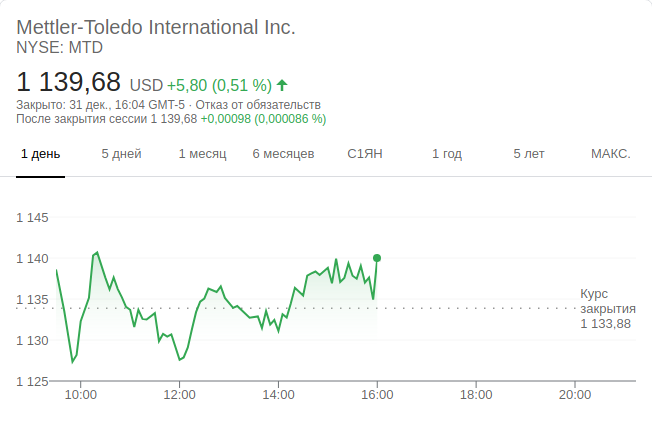 Mettler-Toledo International Inc.
NYSE: MTD
1 139,68 USD +5,80 (0,51 %)
Закрыто: 31 дек., 16:04 GMT-5 · Отказ от обязательств
После закрытия сессии 1 139,68 +0,00098 (0,000086 %)
1 день 5 дней 1 месяц 6 месяцев С1ЯН 1 год 5 лет МАКС.
1 145
1 140
1 135
1 130
1 125
Курс
закрытия
1 133,88
10:00 12:00 14:00 16:00 18:00 20:00